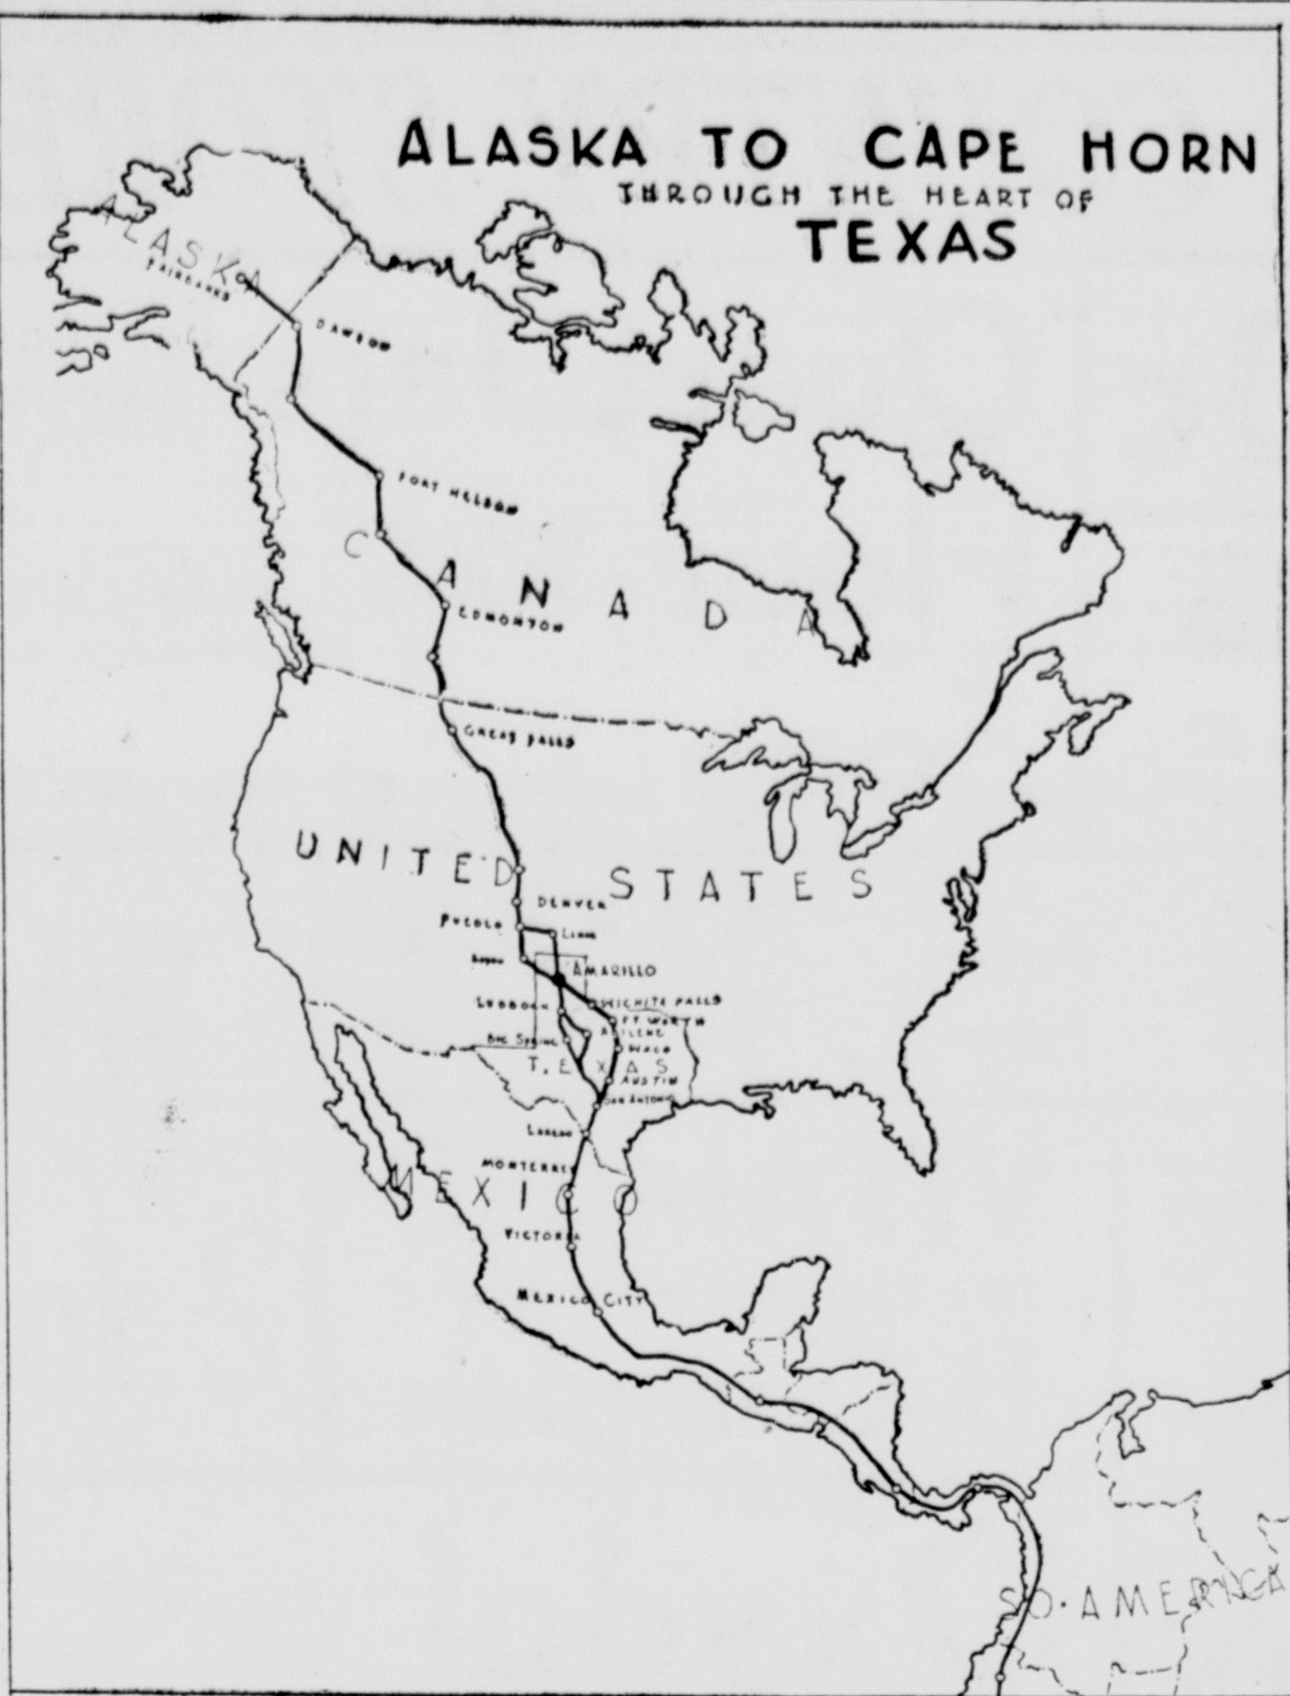 ALASKA TO CAPE HORN
THROUGH THE HEART OF
TEXAS
ALASKA
FAIRBANKS
DAWSON
FORT NELSON
CANADA
EDMONTON
GREAT FALLS
UNITED STATES
DENVER
PUEBLO
AMARILLO
LUBBOCK
WICHITA FALLS
FT WORTH
ABILENE
BIG SPRING
WACO
TEXAS
AUSTIN
SAN ANTONIO
LAREDO
MONTERREY
MEXICO
VICTORIA
MEXICO CITY
SO. AMERICA